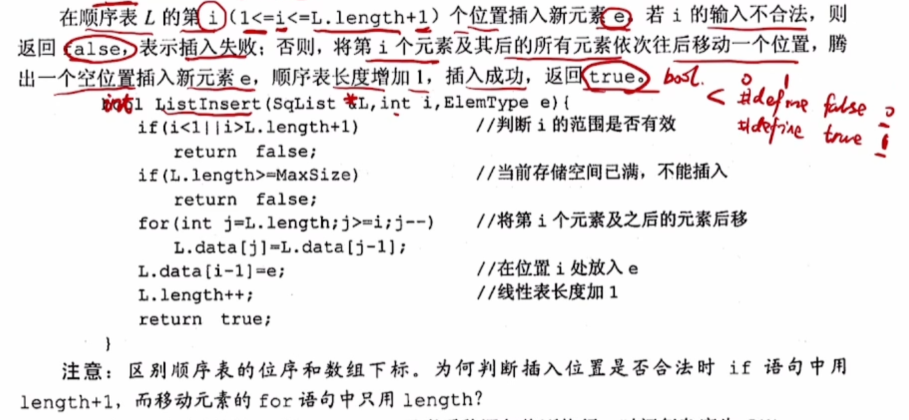 在顺序表 L 的第 i(1<=i<=L.length+1)个位置插入新元素 e。若 i 的输入不合法，则
返回 false，表示插入失败；否则，将第 i 个元素及其后的所有元素依次往后移动一个位置，腾
出一个空位置插入新元素 e，顺序表长度增加 1，插入成功，返回 true。 bool.
int ListInsert(SqList *L,int i,ElemType e){
< 0 1
#define false 0
#define true 1
if(i<1||i>L.length+1) //判断 i 的范围是否有效
return false;
if(L.length>=MaxSize) //当前存储空间已满，不能插入
return false;
for(int j=L.length;j>=i;j--) //将第 i 个元素及之后的元素后移
L.data[j]=L.data[j-1];
L.data[i-1]=e; //在位置 i 处放入 e
L.length++; //线性表长度加 1
return true;
}
注意：区别顺序表的位序和数组下标。为何判断插入位置是否合法时 if 语句中用
length+1，而移动元素的 for 语句中只用 length？